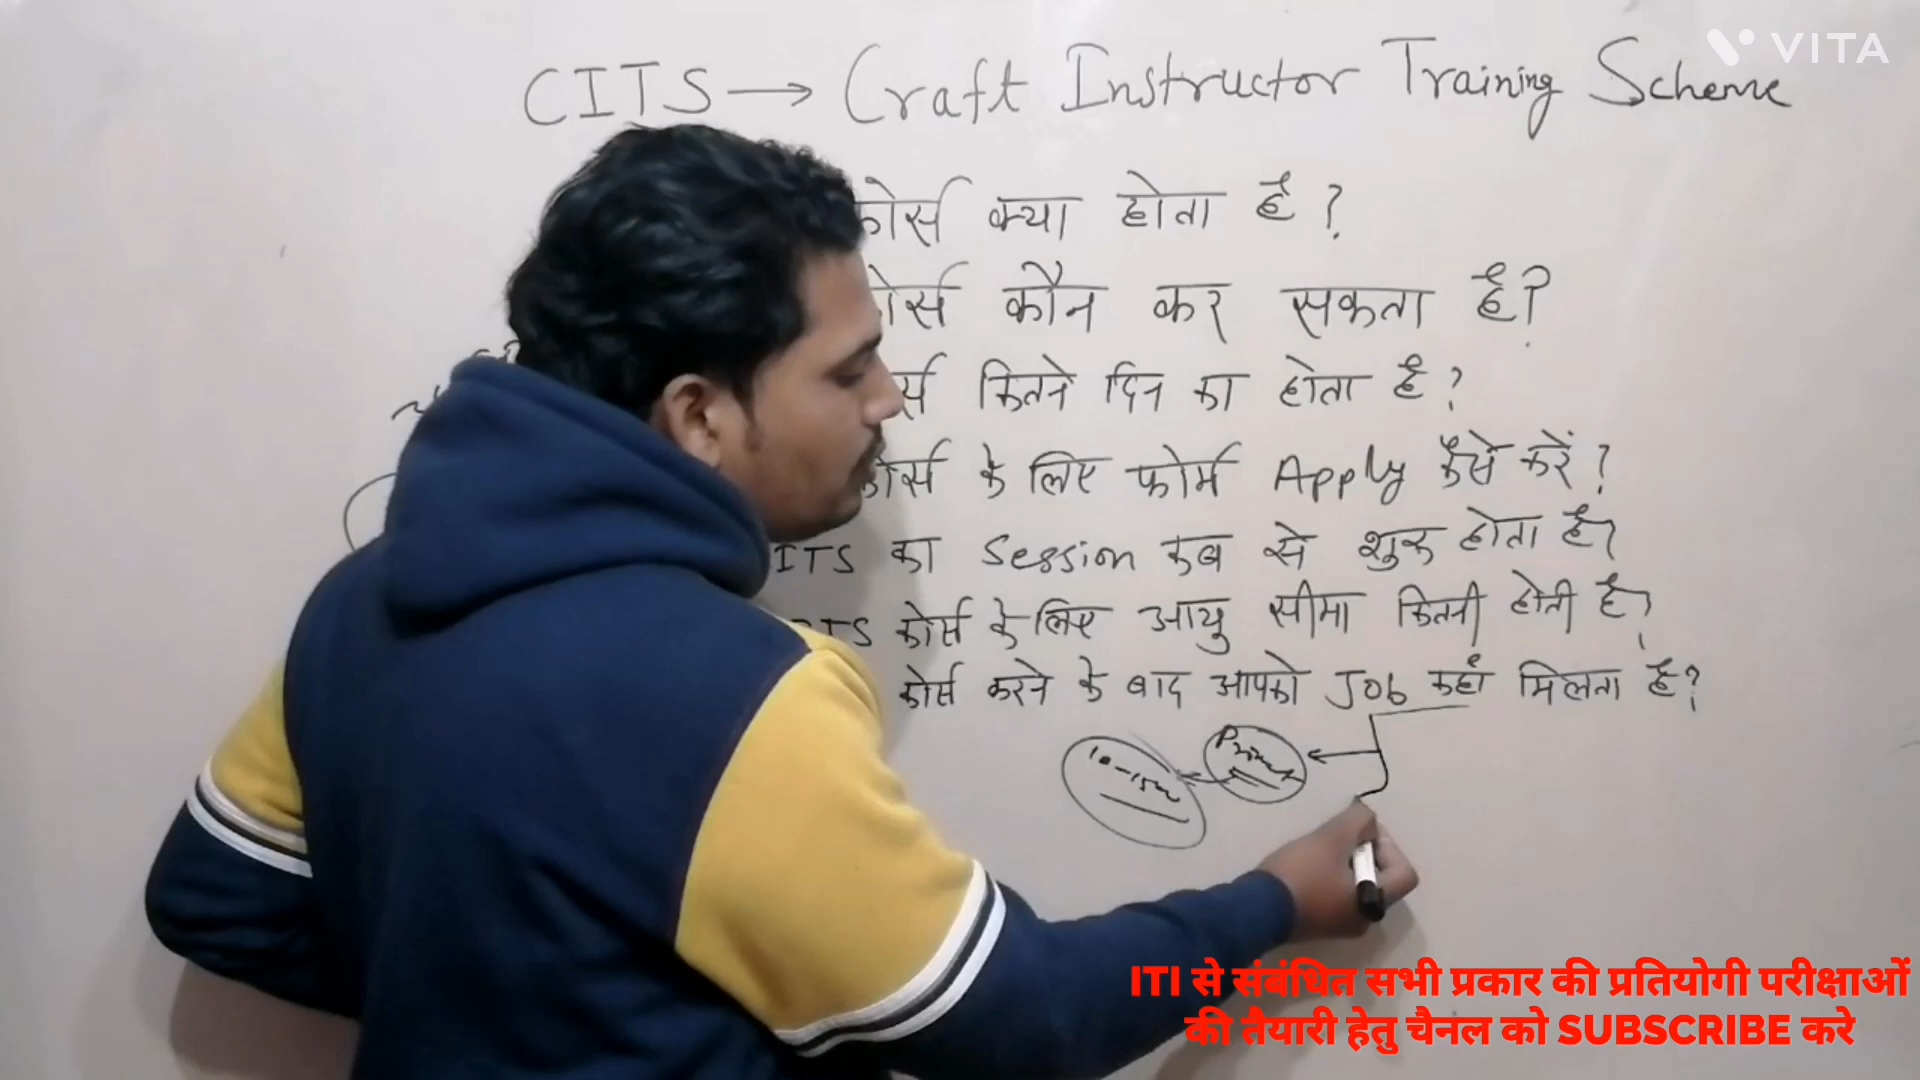 VITA
CITS → Craft Instructor Training Scheme
कोर्स क्या होता है ?
कोर्स कौन कर सकता है?
र्स कितने दिन का होता है ?
कोर्स के लिए फोर्म Apply कैसे करें ?
ITS का Session कब से शुरू होता है?
ITS कोर्स के लिए आयु सीमा कितनी होती है?
कोर्स करने के बाद आपको Job कहाँ मिलता है?
ITI से संबंधित सभी प्रकार की प्रतियोगी परीक्षाओं
की तैयारी हेतु चैनल को SUBSCRIBE करे